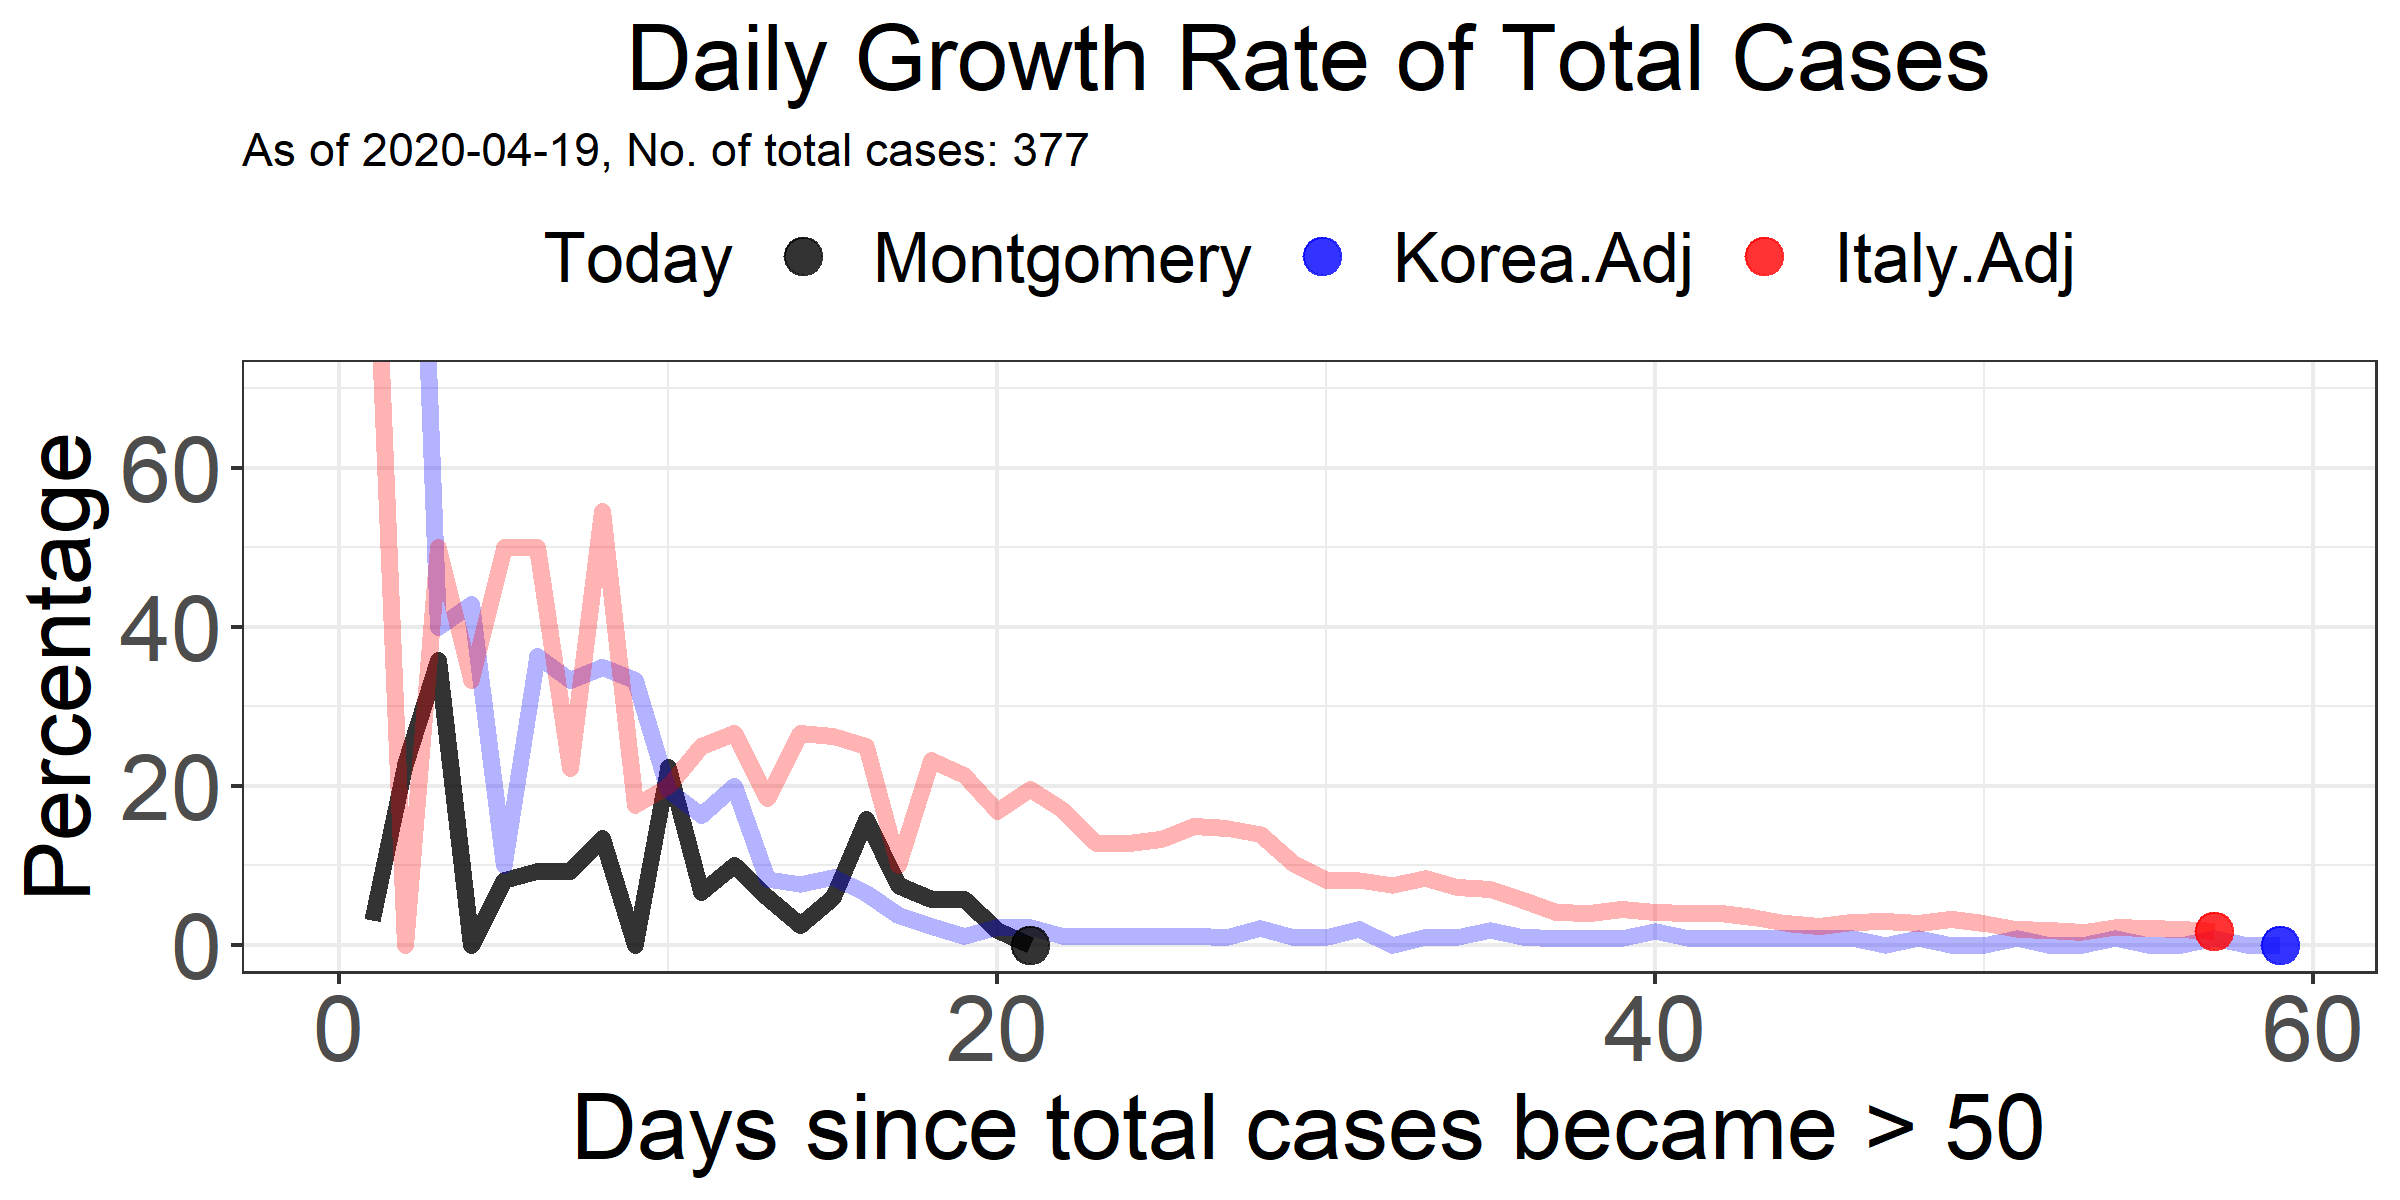 Daily Growth Rate of Total Cases
As of 2020-04-19, No. of total cases: 377
Today Montgomery Korea.Adj Italy.Adj
Percentage
60
40
20
0
0 20 40 60
Days since total cases became > 50